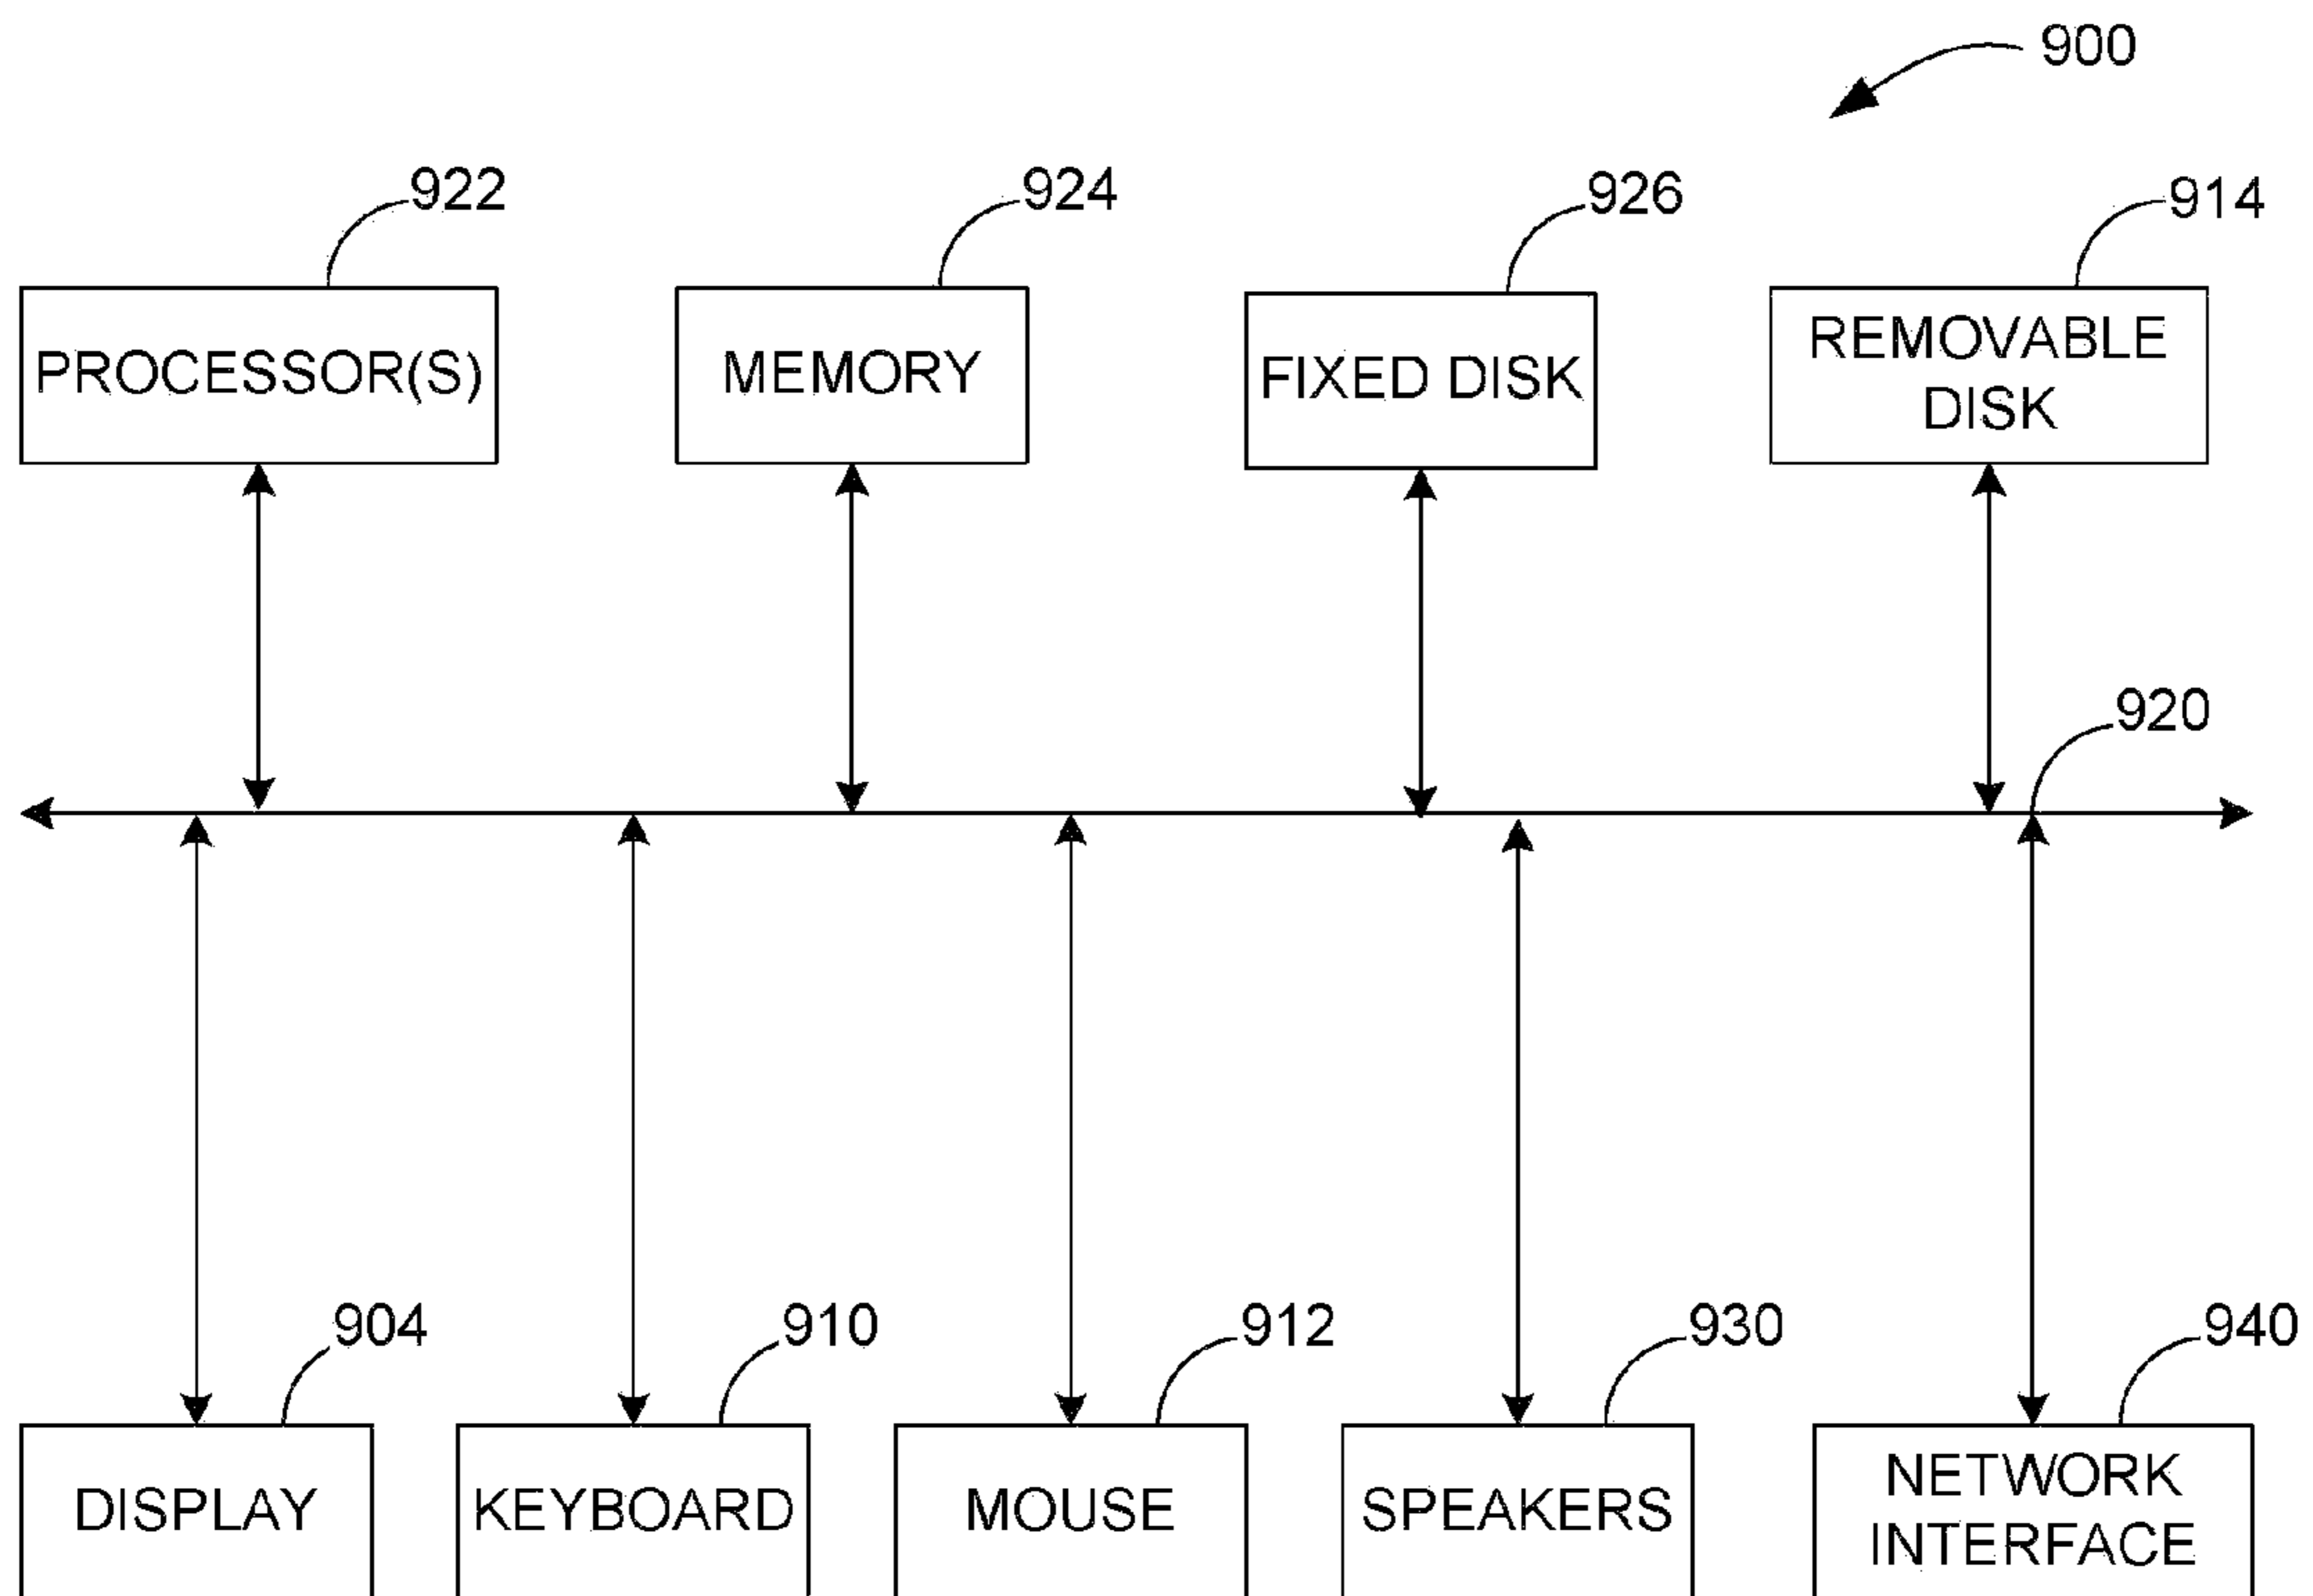 900
922
924
926
914
PROCESSOR(S)
MEMORY
FIXED DISK
REMOVABLE
DISK
920
904
910
912
930
940
DISPLAY
KEYBOARD
MOUSE
SPEAKERS
NETWORK
INTERFACE